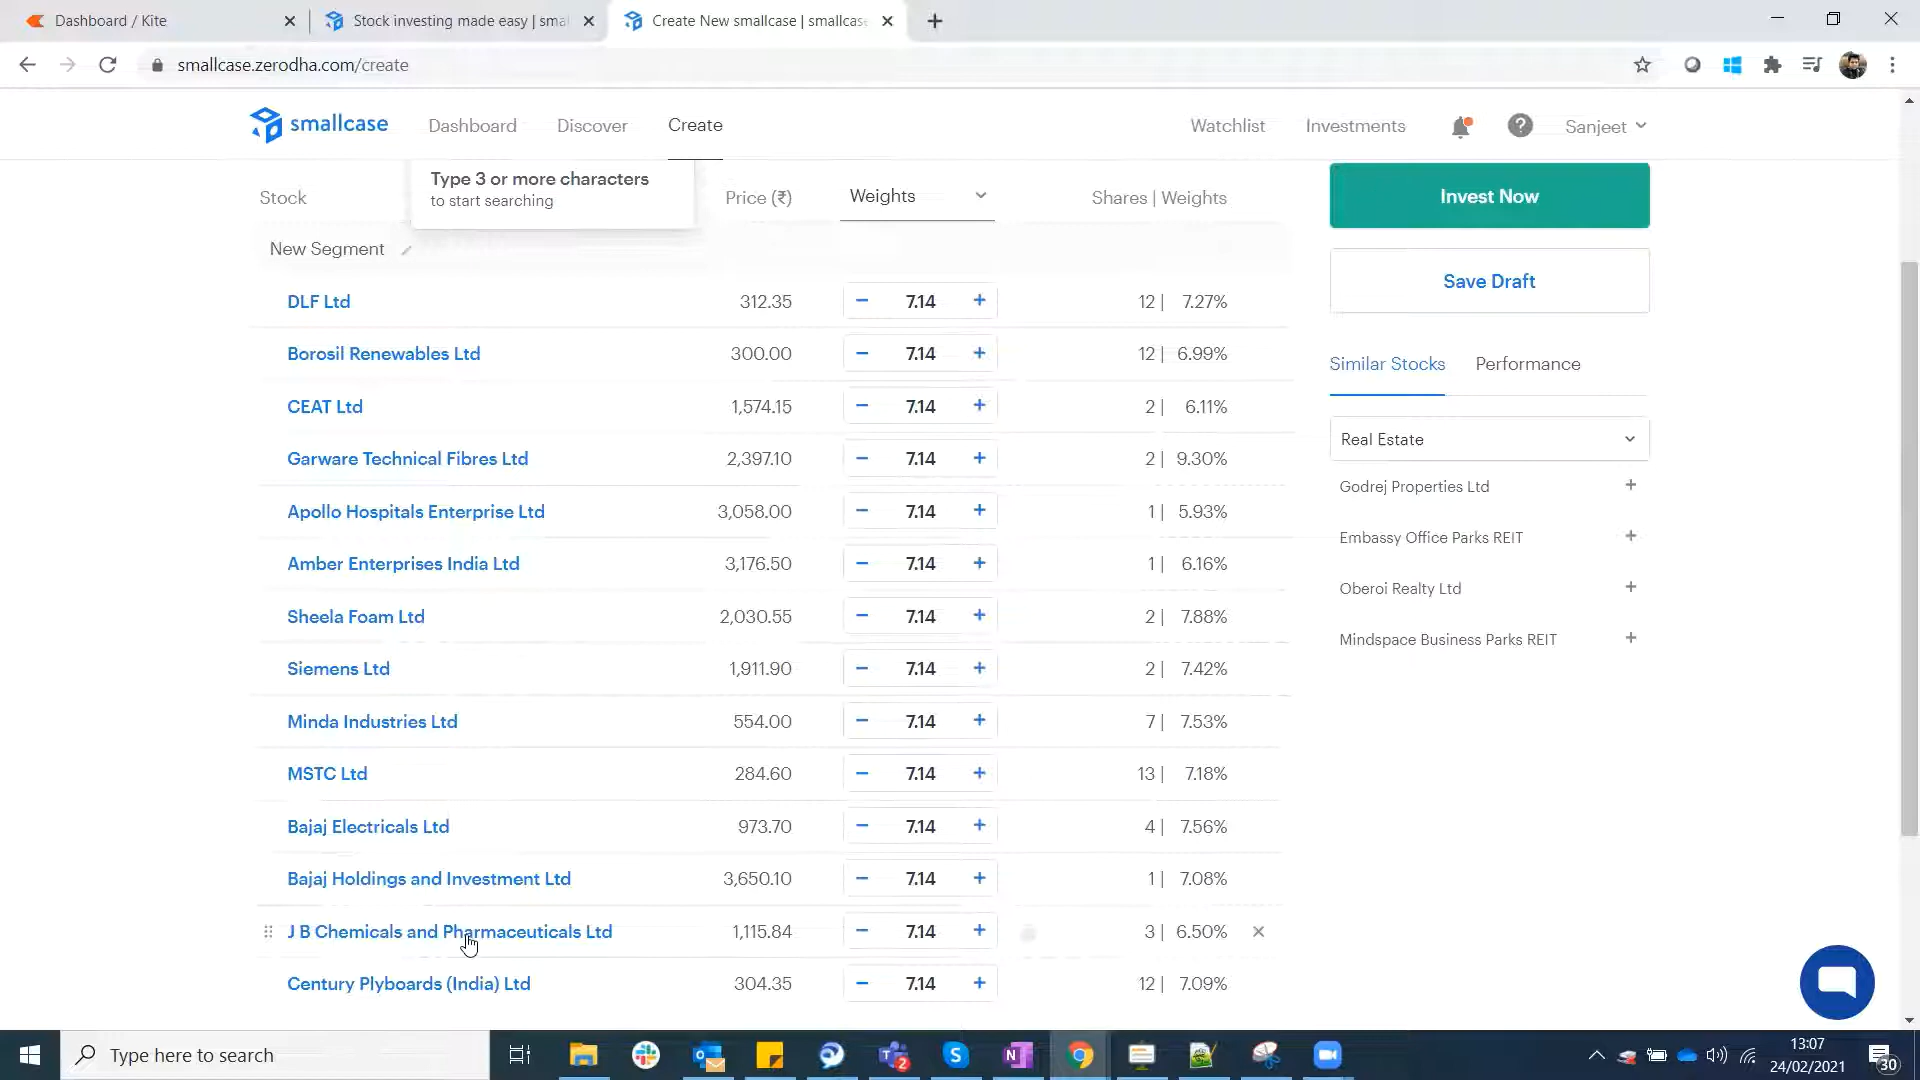 Dashboard / Kite
Stock investing made easy | smal
Create New smallcase | smallcase
smallcase.zerodha.com/create
smallcase
Dashboard
Discover
Create
Watchlist
Investments
Sanjeet
Type 3 or more characters
to start searching
Stock
Price (₹)
Weights
Shares | Weights
Invest Now
New Segment
DLF Ltd 312.35 − 7.14 + 12 | 7.27%
Borosil Renewables Ltd 300.00 − 7.14 + 12 | 6.99%
CEAT Ltd 1,574.15 − 7.14 + 2 | 6.11%
Garware Technical Fibres Ltd 2,397.10 − 7.14 + 2 | 9.30%
Apollo Hospitals Enterprise Ltd 3,058.00 − 7.14 + 1 | 5.93%
Amber Enterprises India Ltd 3,176.50 − 7.14 + 1 | 6.16%
Sheela Foam Ltd 2,030.55 − 7.14 + 2 | 7.88%
Siemens Ltd 1,911.90 − 7.14 + 2 | 7.42%
Minda Industries Ltd 554.00 − 7.14 + 7 | 7.53%
MSTC Ltd 284.60 − 7.14 + 13 | 7.18%
Bajaj Electricals Ltd 973.70 − 7.14 + 4 | 7.56%
Bajaj Holdings and Investment Ltd 3,650.10 − 7.14 + 1 | 7.08%
J B Chemicals and Pharmaceuticals Ltd 1,115.84 − 7.14 + 3 | 6.50%
Century Plyboards (India) Ltd 304.35 − 7.14 + 12 | 7.09%
Save Draft
Similar Stocks
Performance
Real Estate
Godrej Properties Ltd +
Embassy Office Parks REIT +
Oberoi Realty Ltd +
Mindspace Business Parks REIT +
Type here to search
2
13:07
24/02/2021
30